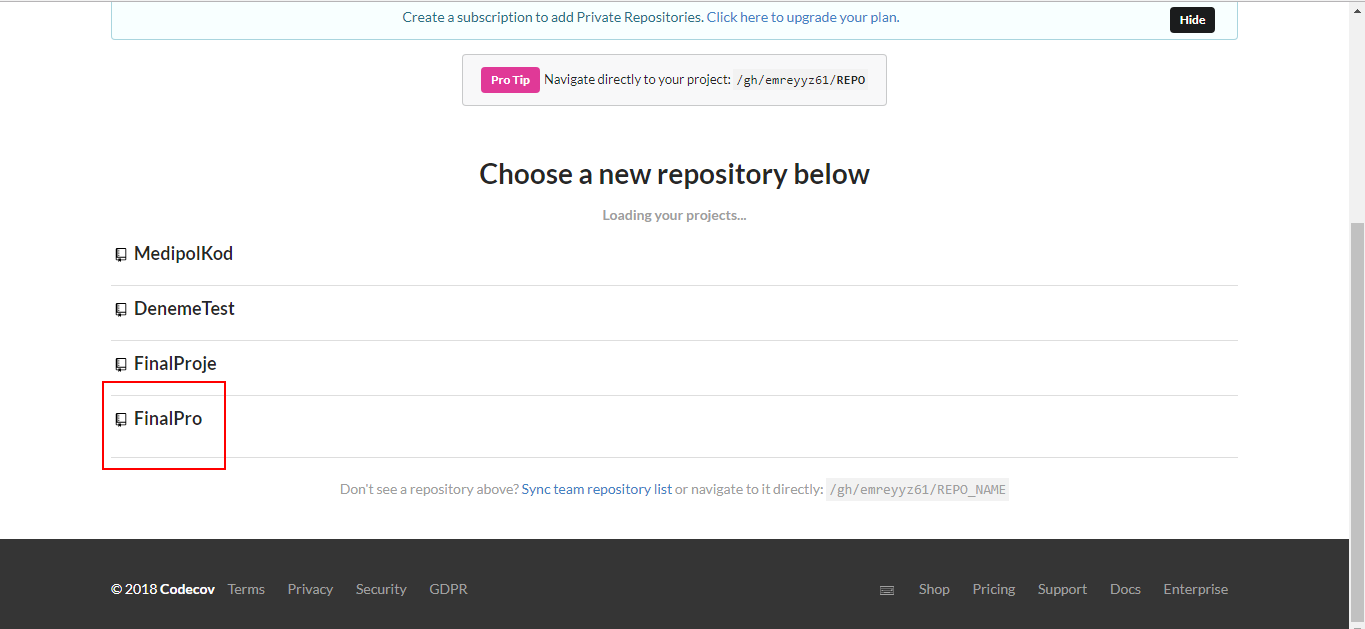 Create a subscription to add Private Repositories. Click here to upgrade your plan.
Hide
Pro Tip Navigate directly to your project: /gh/emreyyz61/REPO
Choose a new repository below
Loading your projects...
MedipolKod
DenemeTest
FinalProje
FinalPro
Don't see a repository above? Sync team repository list or navigate to it directly: /gh/emreyyz61/REPO_NAME
© 2018 Codecov Terms Privacy Security GDPR Shop Pricing Support Docs Enterprise